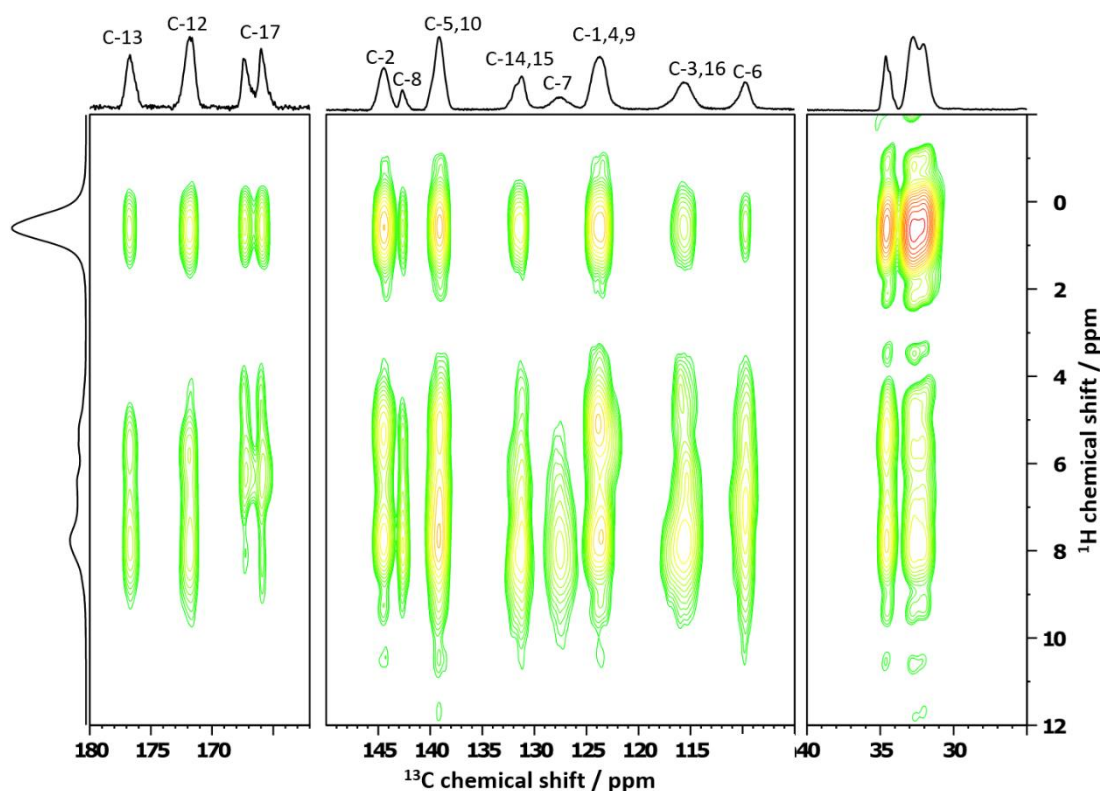 C-13 C-12 C-17 C-2 C-8 C-5,10 C-14,15 C-7 C-1,4,9 C-3,16 C-6
0
2
4
6
8
10
12
¹H chemical shift / ppm
180 175 170 145 140 135 130 125 120 115 40 35 30
¹³C chemical shift / ppm